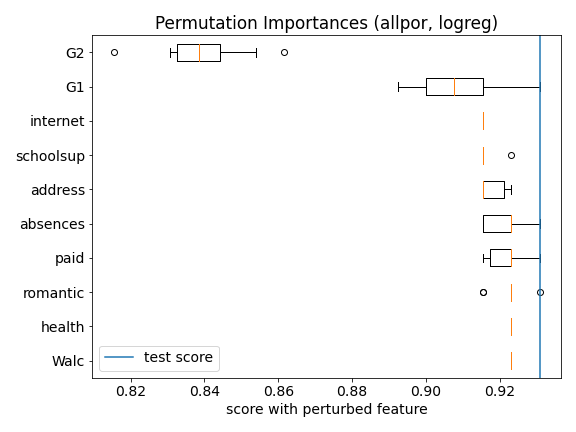 Permutation Importances (allpor, logreg)
G2
G1
internet
schoolsup
address
absences
paid
romantic
health
Walc
test score
0.82 0.84 0.86 0.88 0.90 0.92
score with perturbed feature